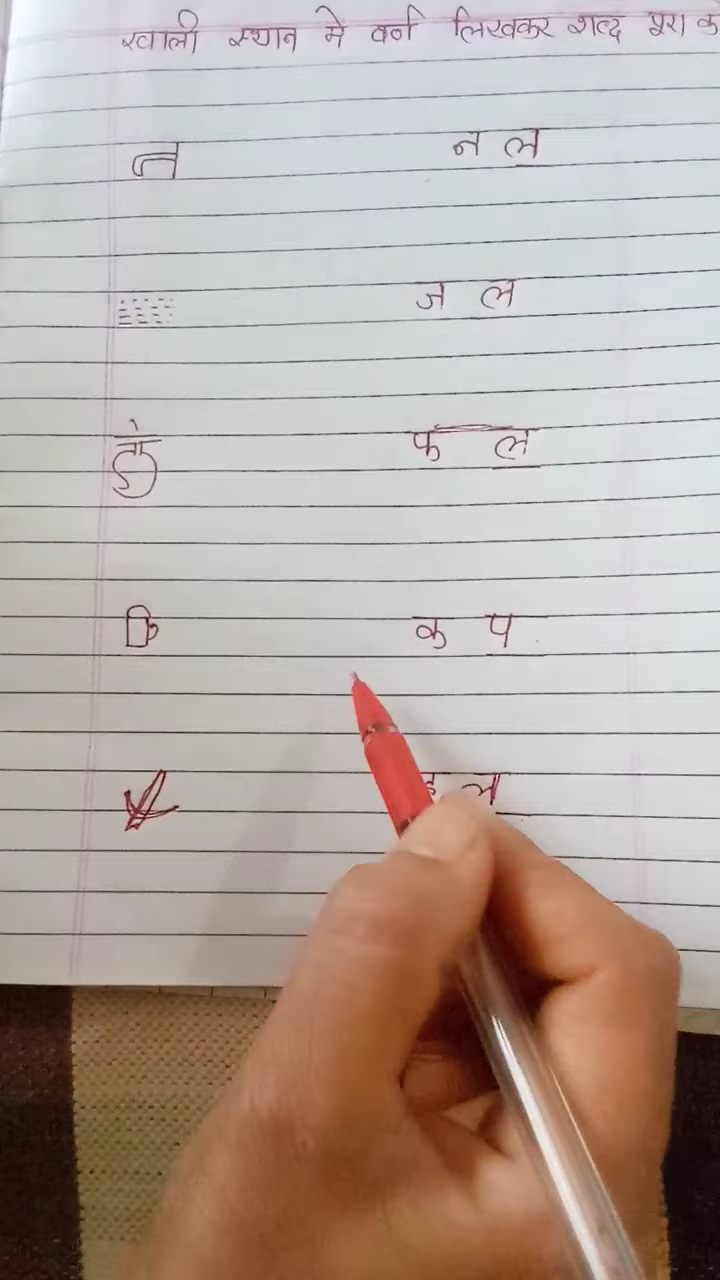 खाली स्थान मे वर्न लिखकर शब्द पूरा क
न ल
ज ल
फ ल
क प
ह ल